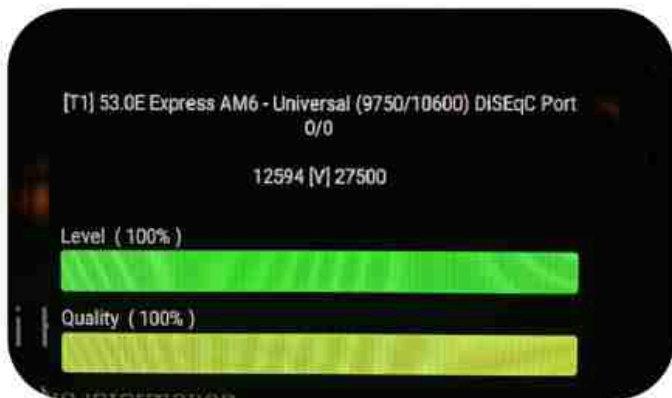 [T1] 53.0E Express AM6 - Universal (9750/10600) DISEqC Port
0/0
12594 [V] 27500
Level ( 100% )
Quality ( 100% )